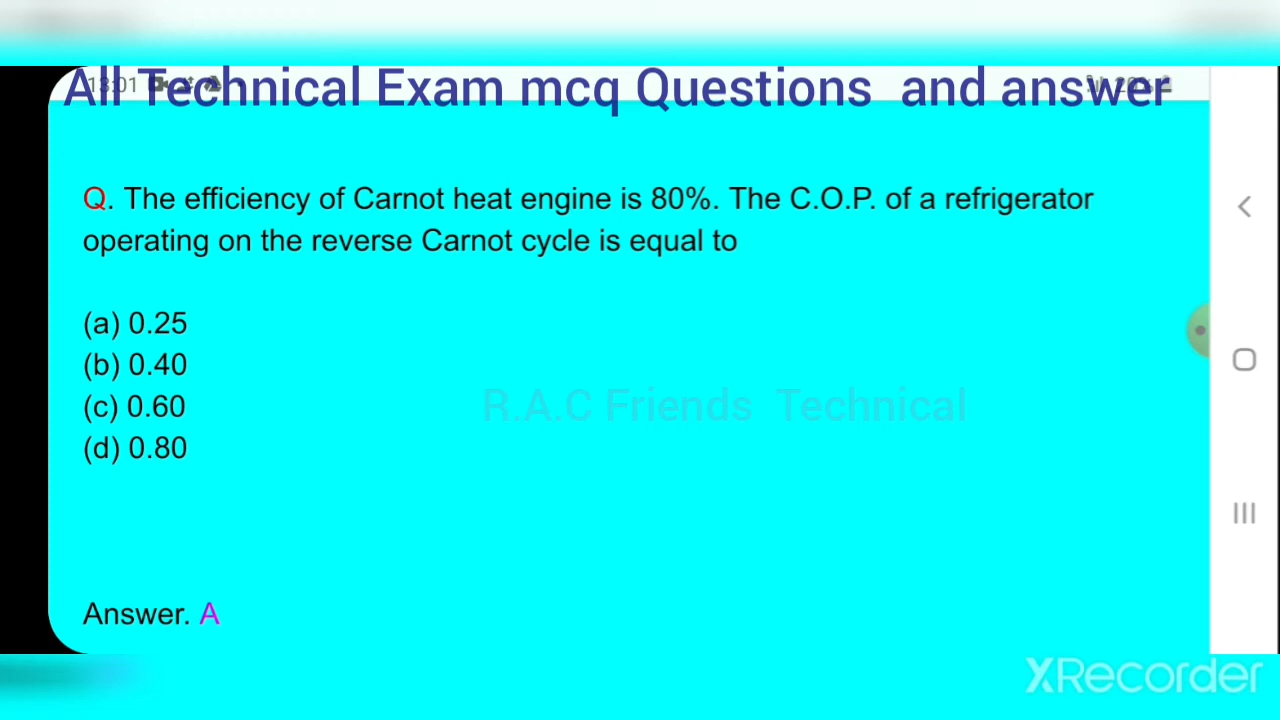 13:01
All Technical Exam mcq Questions and answer
Q. The efficiency of Carnot heat engine is 80%. The C.O.P. of a refrigerator
operating on the reverse Carnot cycle is equal to
(a) 0.25
(b) 0.40
(c) 0.60
(d) 0.80
R.A.C Friends Technical
Answer. A
XRecorder